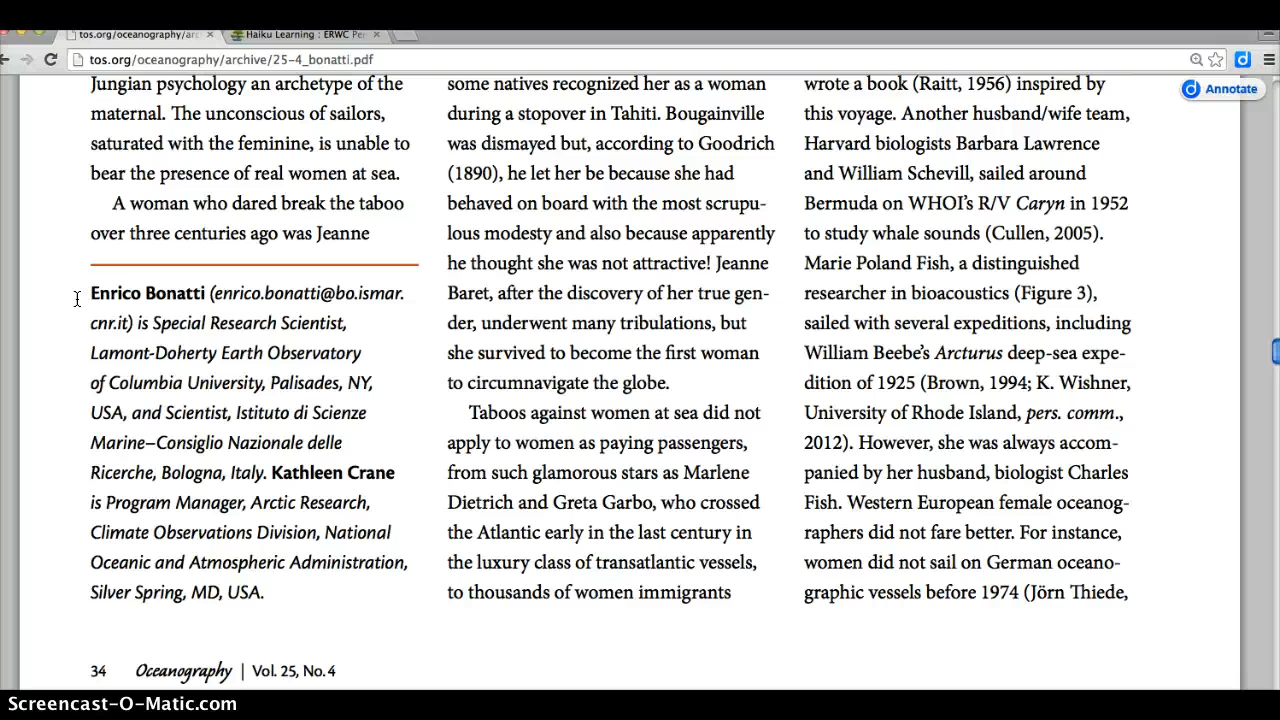 tos.org/oceanography/arc
Haiku Learning : ERWC Per
tos.org/oceanography/archive/25-4_bonatti.pdf
Annotate
Jungian psychology an archetype of the
maternal. The unconscious of sailors,
saturated with the feminine, is unable to
bear the presence of real women at sea.
A woman who dared break the taboo
over three centuries ago was Jeanne
Enrico Bonatti (enrico.bonatti@bo.ismar.
cnr.it) is Special Research Scientist,
Lamont-Doherty Earth Observatory
of Columbia University, Palisades, NY,
USA, and Scientist, Istituto di Scienze
Marine–Consiglio Nazionale delle
Ricerche, Bologna, Italy. Kathleen Crane
is Program Manager, Arctic Research,
Climate Observations Division, National
Oceanic and Atmospheric Administration,
Silver Spring, MD, USA.
some natives recognized her as a woman
during a stopover in Tahiti. Bougainville
was dismayed but, according to Goodrich
(1890), he let her be because she had
behaved on board with the most scrupu-
lous modesty and also because apparently
he thought she was not attractive! Jeanne
Baret, after the discovery of her true gen-
der, underwent many tribulations, but
she survived to become the first woman
to circumnavigate the globe.
Taboos against women at sea did not
apply to women as paying passengers,
from such glamorous stars as Marlene
Dietrich and Greta Garbo, who crossed
the Atlantic early in the last century in
the luxury class of transatlantic vessels,
to thousands of women immigrants
wrote a book (Raitt, 1956) inspired by
this voyage. Another husband/wife team,
Harvard biologists Barbara Lawrence
and William Schevill, sailed around
Bermuda on WHOI's R/V Caryn in 1952
to study whale sounds (Cullen, 2005).
Marie Poland Fish, a distinguished
researcher in bioacoustics (Figure 3),
sailed with several expeditions, including
William Beebe's Arcturus deep-sea expe-
dition of 1925 (Brown, 1994; K. Wishner,
University of Rhode Island, pers. comm.,
2012). However, she was always accom-
panied by her husband, biologist Charles
Fish. Western European female oceanog-
raphers did not fare better. For instance,
women did not sail on German oceano-
graphic vessels before 1974 (Jörn Thiede,
34 Oceanography | Vol. 25, No. 4
Screencast-O-Matic.com